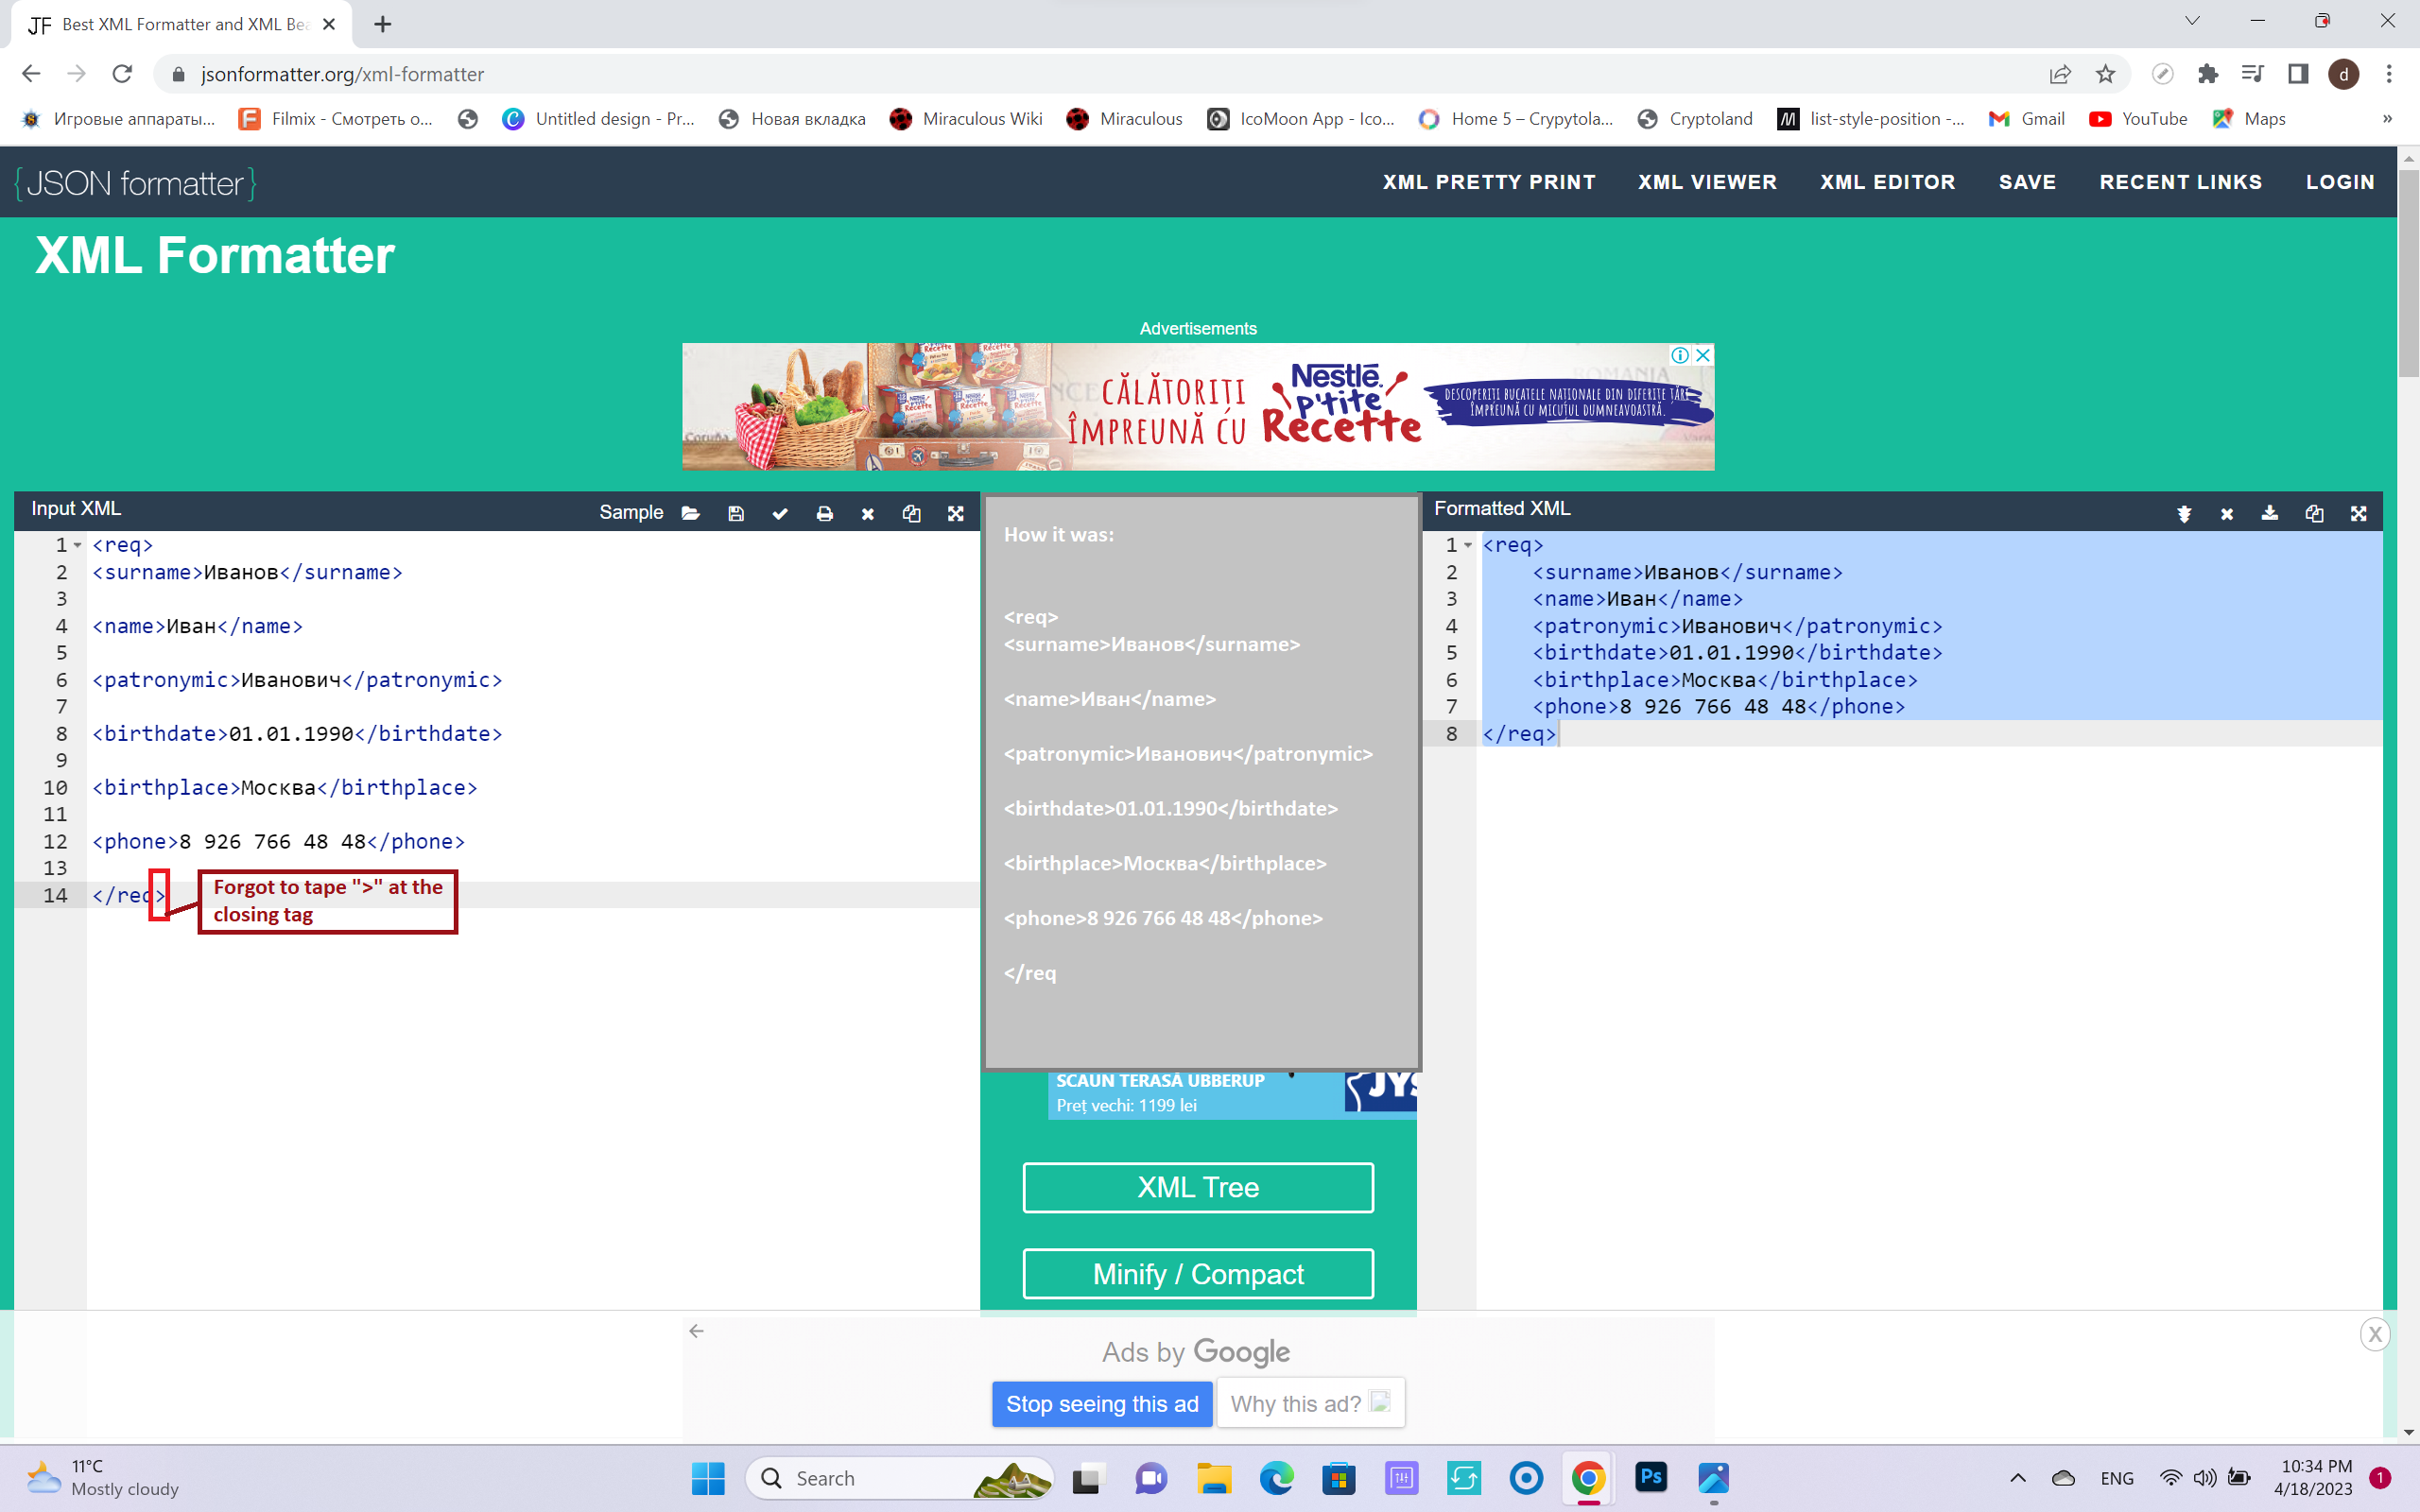 JF Best XML Formatter and XML Bea
jsonformatter.org/xml-formatter
d
Игровые аппараты...
Filmix - Смотреть о...
Untitled design - Pr...
Новая вкладка
Miraculous Wiki
Miraculous
IcoMoon App - Ico...
Home 5 – Crypytola...
Cryptoland
list-style-position -...
Gmail
YouTube
Maps
»
{JSON formatter}
XML PRETTY PRINT
XML VIEWER
XML EDITOR
SAVE
RECENT LINKS
LOGIN
XML Formatter
Advertisements
CĂLĂTORIȚI
ÎMPREUNĂ CU
Nestlé.
p'tite
Recette
DESCOPERIȚI BUCATELE NAȚIONALE DIN DIFERITE ȚĂRI
ÎMPREUNĂ CU MICUȚUL DUMNEAVOASTRĂ.
Input XML
Sample
1 <req>
2 <surname>Иванов</surname>
3
4 <name>Иван</name>
5
6 <patronymic>Иванович</patronymic>
7
8 <birthdate>01.01.1990</birthdate>
9
10 <birthplace>Москва</birthplace>
11
12 <phone>8 926 766 48 48</phone>
13
14 </req>
Forgot to tape ">" at the
closing tag
How it was:
<req>
<surname>Иванов</surname>
<name>Иван</name>
<patronymic>Иванович</patronymic>
<birthdate>01.01.1990</birthdate>
<birthplace>Москва</birthplace>
<phone>8 926 766 48 48</phone>
</req
SCAUN TERASĂ UBBERUP
Preț vechi: 1199 lei
JYS
XML Tree
Minify / Compact
Formatted XML
1 <req>
2 <surname>Иванов</surname>
3 <name>Иван</name>
4 <patronymic>Иванович</patronymic>
5 <birthdate>01.01.1990</birthdate>
6 <birthplace>Москва</birthplace>
7 <phone>8 926 766 48 48</phone>
8 </req>
Ads by Google
Stop seeing this ad
Why this ad?
X
11°C
Mostly cloudy
Search
Ps
ENG
10:34 PM
4/18/2023
1